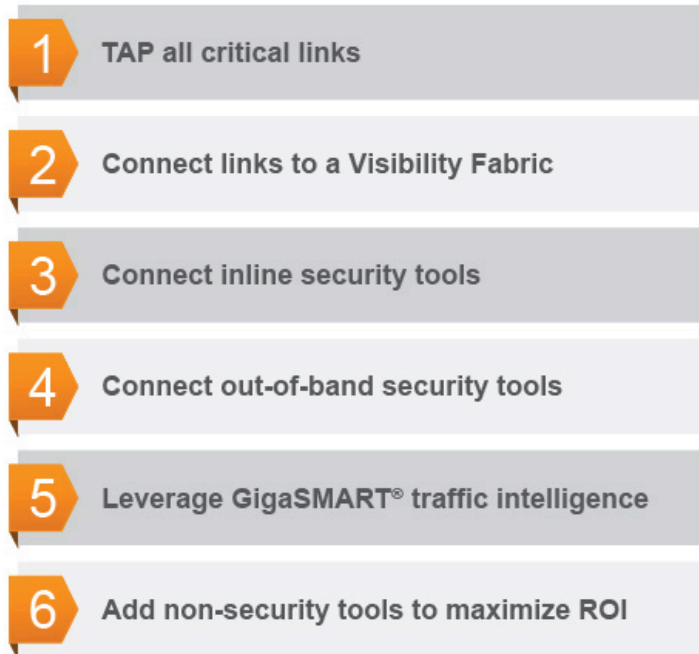 1 TAP all critical links
2 Connect links to a Visibility Fabric
3 Connect inline security tools
4 Connect out-of-band security tools
5 Leverage GigaSMART® traffic intelligence
6 Add non-security tools to maximize ROI